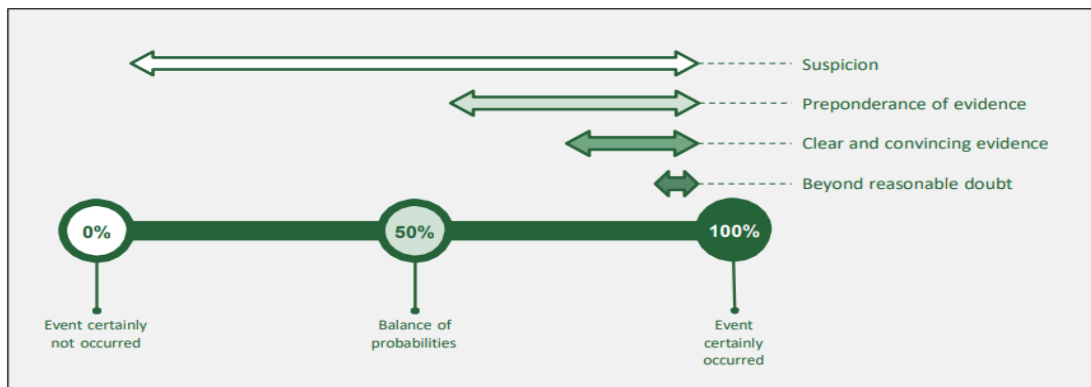 Suspicion
Preponderance of evidence
Clear and convincing evidence
Beyond reasonable doubt
0%
50%
100%
Event certainly
not occurred
Balance of
probabilities
Event
certainly
occurred